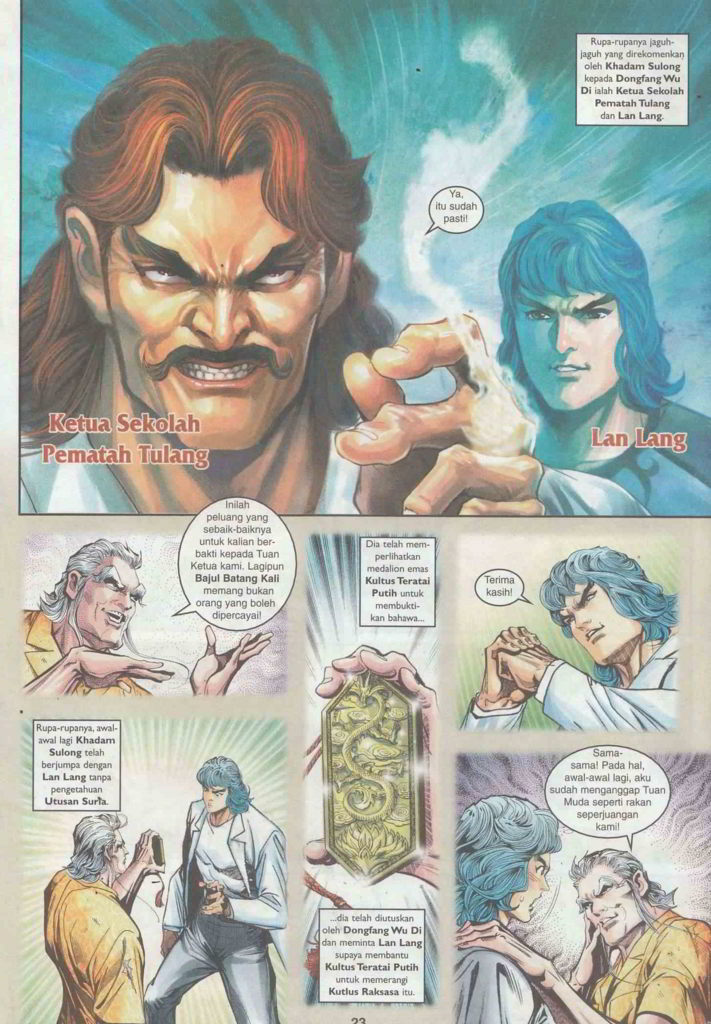 Rupa-rupanya jaguh-
jaguh yang direkomenkan
oleh Khadam Sulong
kepada Dongfang Wu
Di ialah Ketua Sekolah
Pematah Tulang
dan Lan Lang.
Ya,
itu sudah
pasti!
Ketua Sekolah
Pematah Tulang
Lan Lang
Inilah
peluang yang
sebaik-baiknya
untuk kalian ber-
bakti kepada Tuan
Ketua kami. Lagipun
Bajul Batang Kali
memang bukan
orang yang boleh
dipercayai!
Dia telah mem-
perlihatkan
medalion emas
Kultus Teratai
Putih untuk
membukti-
kan bahawa...
Terima
kasih!
Rupa-rupanya, awal-
awal lagi Khadam
Sulong telah
berjumpa dengan
Lan Lang tanpa
pengetahuan
Utusan Suria.
...dia telah diutuskan
oleh Dongfang Wu Di
dan meminta Lan Lang
supaya membantu
Kultus Teratai Putih
untuk memerangi
Kutlus Raksasa itu.
Sama-
sama! Pada hal,
awal-awal lagi, aku
sudah menganggap Tuan
Muda seperti rakan
seperjuangan
kami!
23